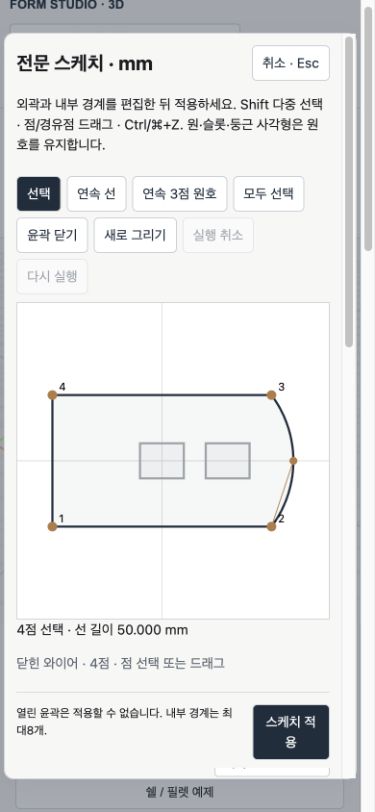 FORM STUDIO · 3D
전문 스케치 · mm
취소 · Esc
외곽과 내부 경계를 편집한 뒤 적용하세요. Shift 다중 선택
· 점/경유점 드래그 · Ctrl/⌘+Z. 원·슬롯·둥근 사각형은 원
호를 유지합니다.
선택
연속 선
연속 3점 원호
모두 선택
윤곽 닫기
새로 그리기
실행 취소
다시 실행
4
3
1
2
4점 선택 · 선 길이 50.000 mm
닫힌 와이어 · 4점 · 점 선택 또는 드래그
열린 윤곽은 적용할 수 없습니다. 내부 경계는 최
대8개.
스케치 적
용
쉘 / 필렛 예제